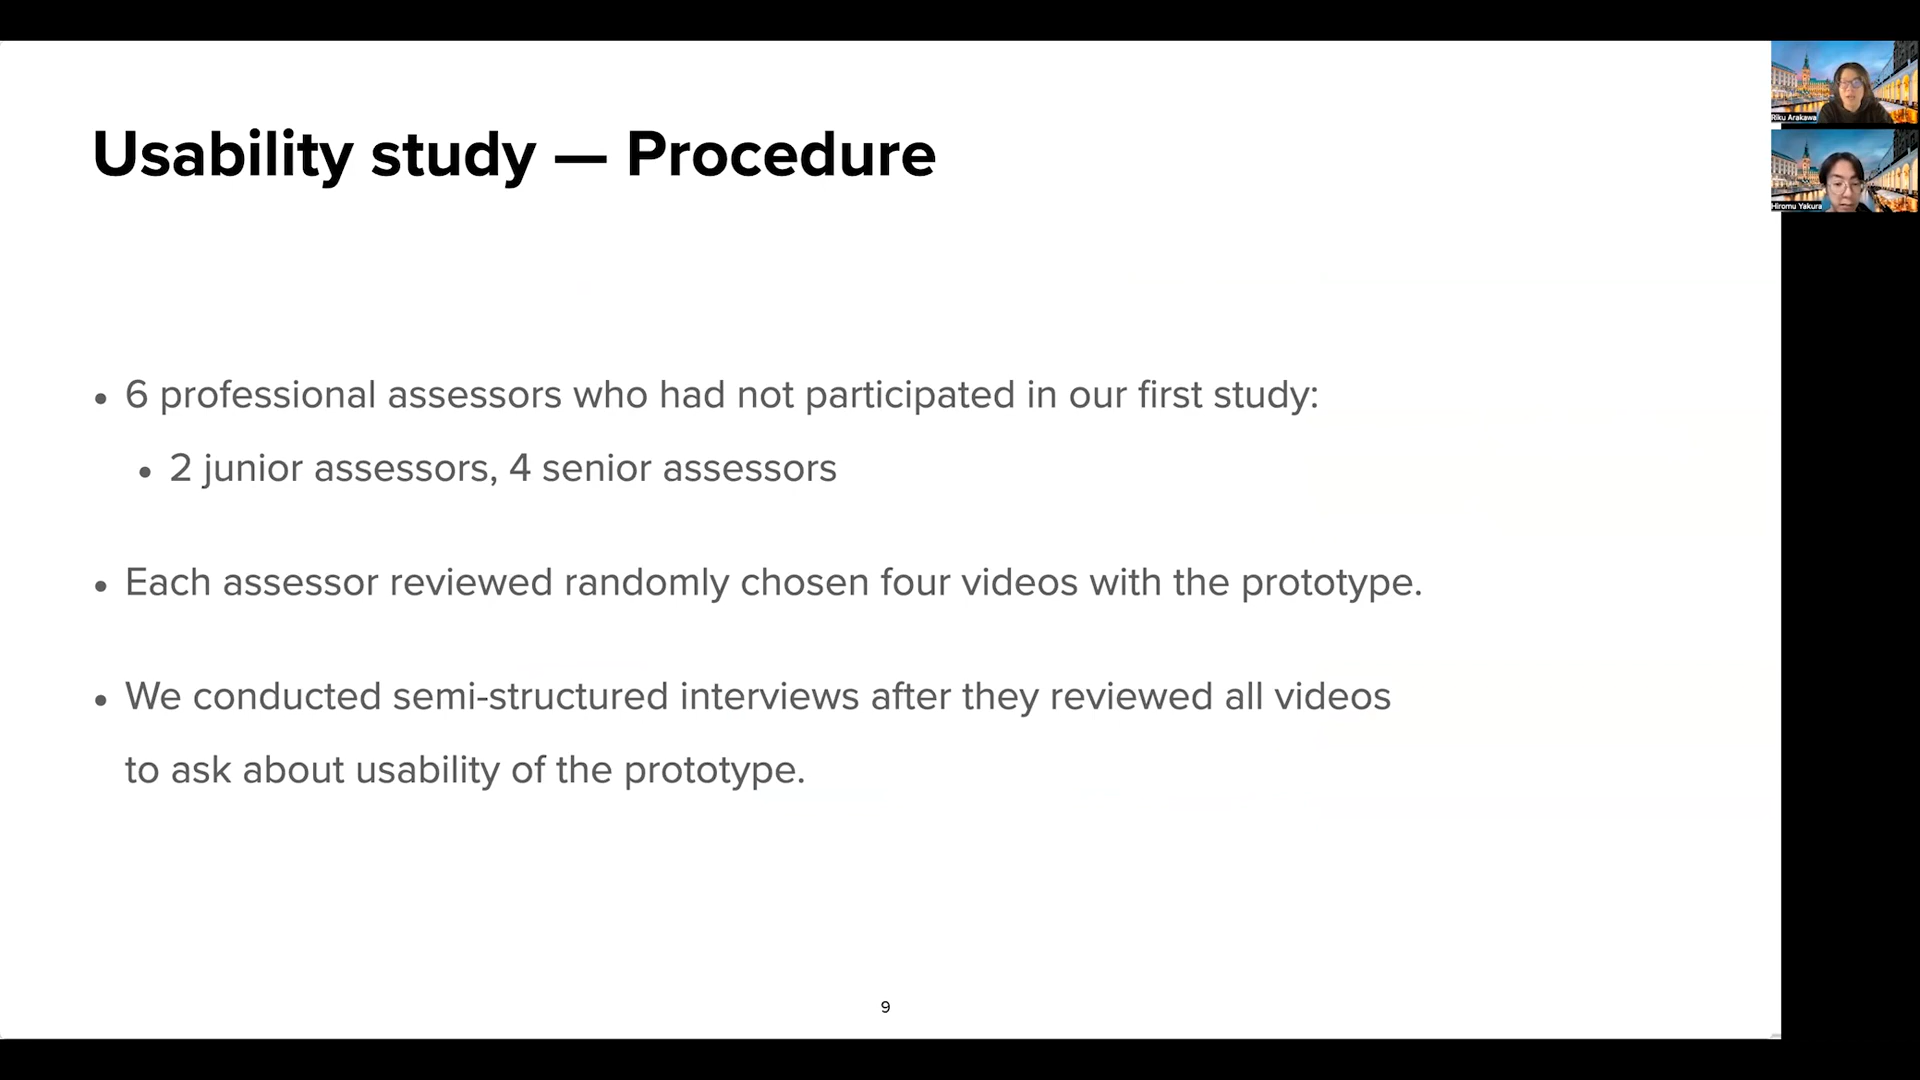 Usability study — Procedure
• 6 professional assessors who had not participated in our first study:
• 2 junior assessors, 4 senior assessors
• Each assessor reviewed randomly chosen four videos with the prototype.
• We conducted semi-structured interviews after they reviewed all videos
to ask about usability of the prototype.
9
Riku Arakawa
Hiromu Yakura